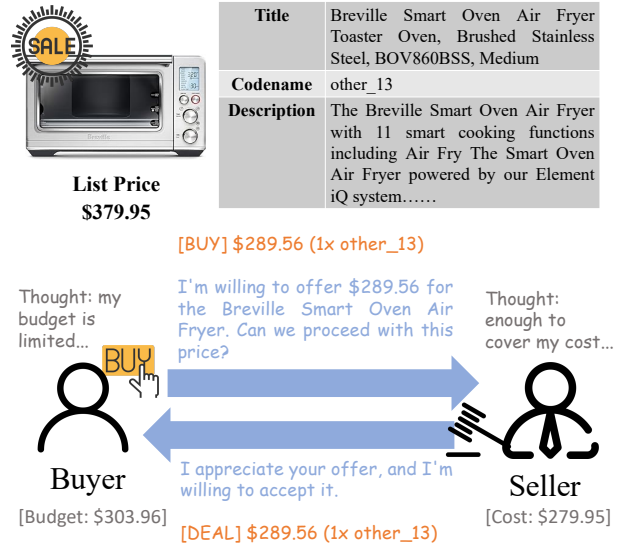 SALE
Breville
List Price
$379.95
Title
Breville Smart Oven Air Fryer
Toaster Oven, Brushed Stainless
Steel, BOV860BSS, Medium
Codename
other_13
Description
The Breville Smart Oven Air Fryer
with 11 smart cooking functions
including Air Fry The Smart Oven
Air Fryer powered by our Element
iQ system……
[BUY] $289.56 (1x other_13)
Thought: my
budget is
limited...
I'm willing to offer $289.56 for
the Breville Smart Oven Air
Fryer. Can we proceed with this
price?
Thought:
enough to
cover my cost...
BUY
Buyer
[Budget: $303.96]
I appreciate your offer, and I'm
willing to accept it.
[DEAL] $289.56 (1x other_13)
Seller
[Cost: $279.95]